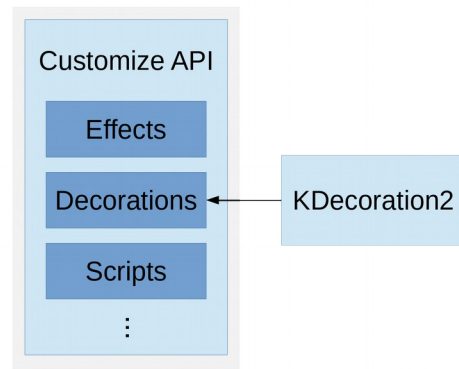 Customize API
Effects
Decorations
KDecoration2
Scripts
...